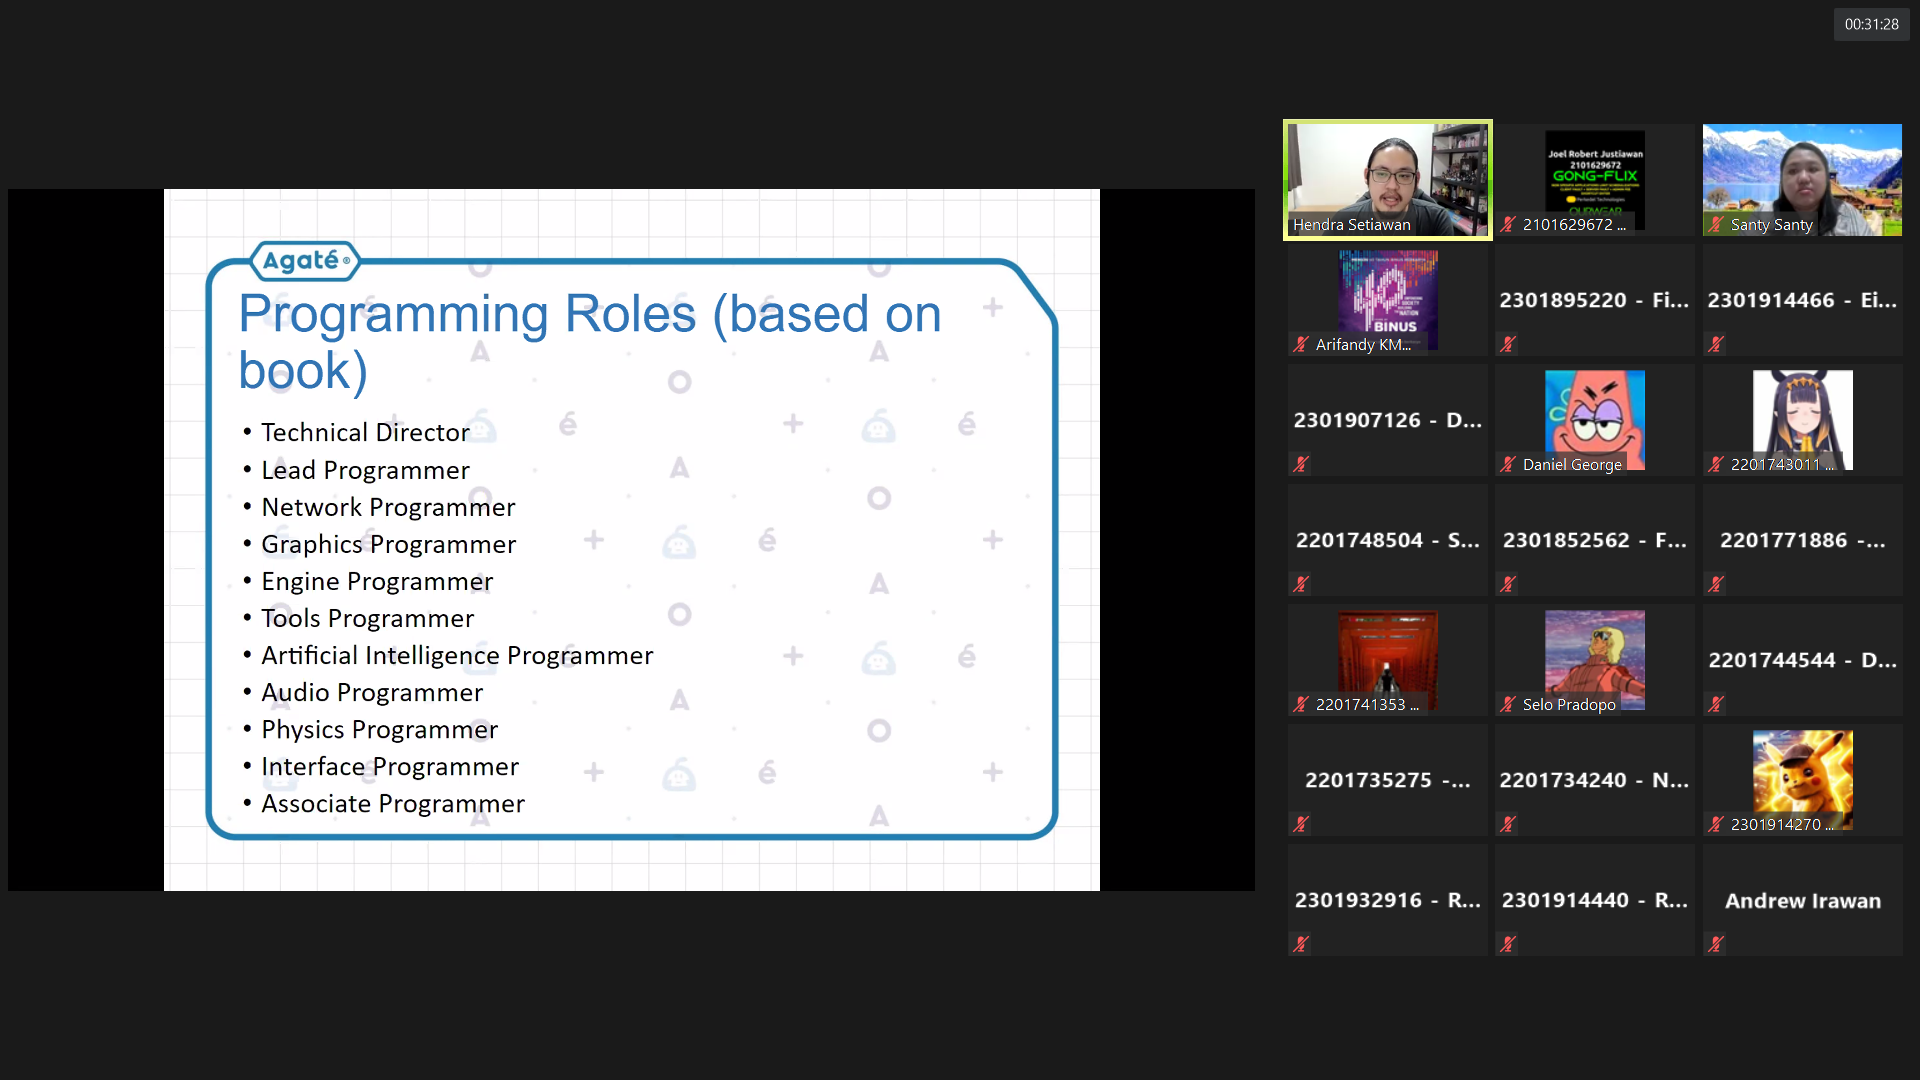 00:31:28
Agaté®
Programming Roles (based on
book)
• Technical Director
• Lead Programmer
• Network Programmer
• Graphics Programmer
• Engine Programmer
• Tools Programmer
• Artificial Intelligence Programmer
• Audio Programmer
• Physics Programmer
• Interface Programmer
• Associate Programmer
Hendra Setiawan
Joel Robert Justiawan
2101629672
GONG-FLIX
2101629672 ...
Santy Santy
BINUS
Arifandy KM...
2301895220 - Fi...
2301914466 - Ei...
2301907126 - D...
Daniel George
2201743011 ...
2201748504 - S...
2301852562 - F...
2201771886 -...
2201741353 ...
Selo Pradopo
2201744544 - D...
2201735275 -...
2201734240 - N...
2301914270 ...
2301932916 - R...
2301914440 - R...
Andrew Irawan